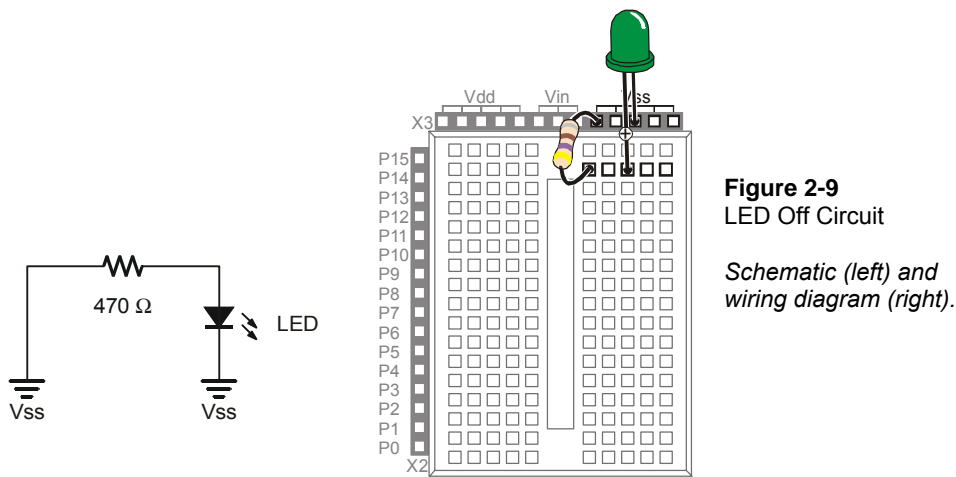 470 Ω
LED
Vss
Vss
Vdd
Vin
Vss
X3
P15
P14
P13
P12
P11
P10
P9
P8
P7
P6
P5
P4
P3
P2
P1
P0
X2
Figure 2-9
LED Off Circuit
Schematic (left) and
wiring diagram (right).